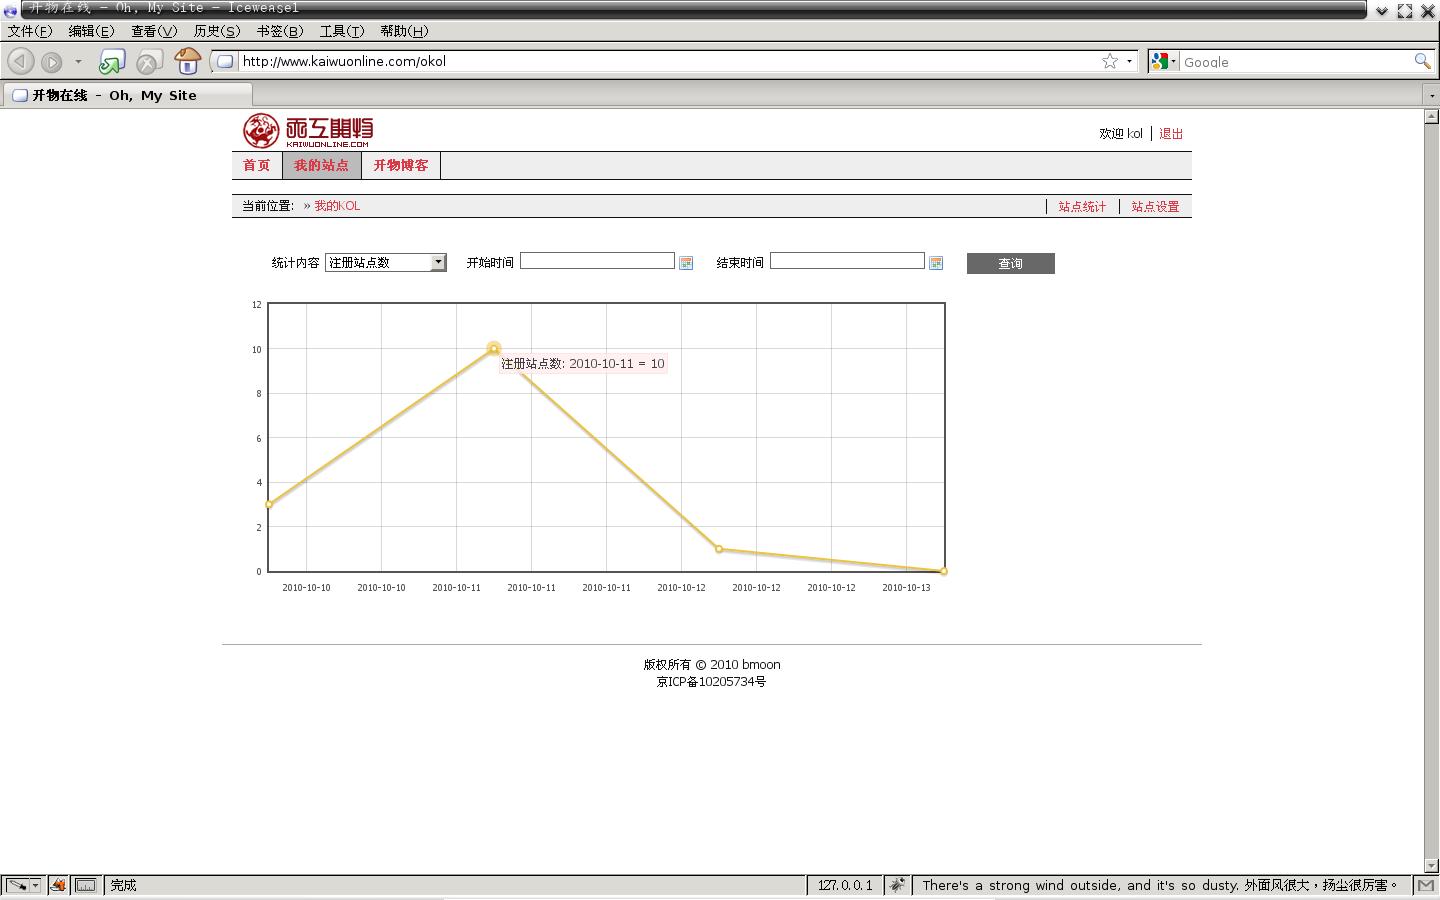 开物在线 - Oh, My Site - Iceweasel
文件(F) 编辑(E) 查看(V) 历史(S) 书签(B) 工具(T) 帮助(H)
http://www.kaiwuonline.com/okol
Google
开物在线 - Oh, My Site
KAIWUONLINE.COM
欢迎 kol 退出
首页 我的站点 开物博客
当前位置: » 我的KOL 站点统计 站点设置
统计内容 注册站点数 开始时间 结束时间 查询
12
10
注册站点数: 2010-10-11 = 10
8
6
4
2
0
2010-10-10 2010-10-10 2010-10-11 2010-10-11 2010-10-11 2010-10-12 2010-10-12 2010-10-12 2010-10-13
版权所有 © 2010 bmoon
京ICP备10205734号
完成 127.0.0.1 There's a strong wind outside, and it's so dusty. 外面风很大，扬尘很厉害。